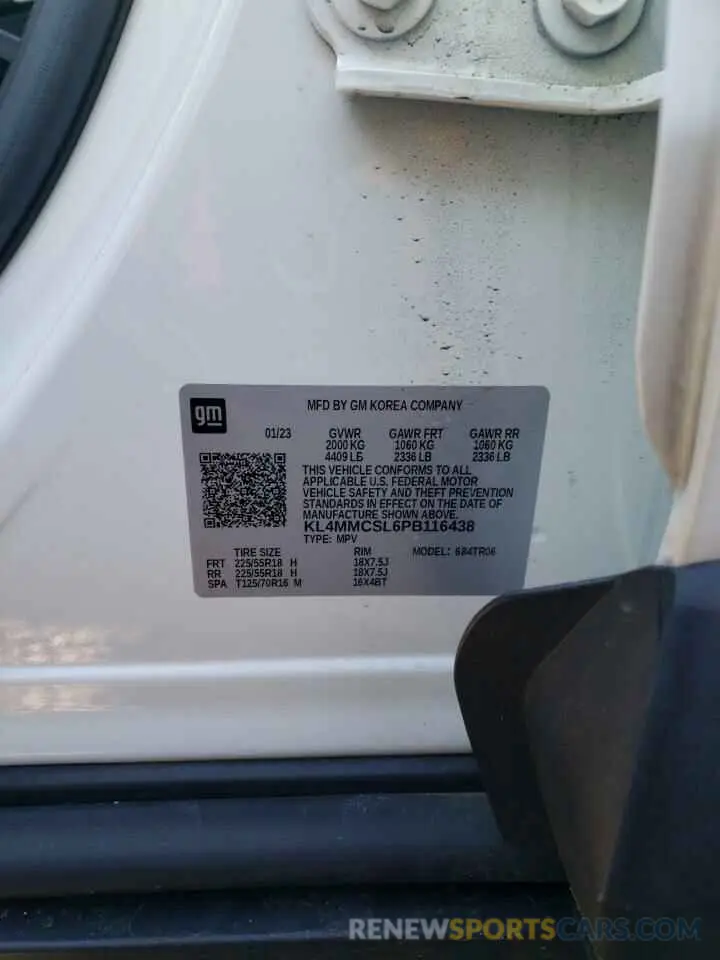 gm
MFD BY GM KOREA COMPANY
01/23 GVWR GAWR FRT GAWR RR
2000 KG 1060 KG 1060 KG
4409 LB 2336 LB 2336 LB
THIS VEHICLE CONFORMS TO ALL
APPLICABLE U.S. FEDERAL MOTOR
VEHICLE SAFETY AND THEFT PREVENTION
STANDARDS IN EFFECT ON THE DATE OF
MANUFACTURE SHOWN ABOVE.
KL4MMCSL6PB116438
TYPE: MPV
TIRE SIZE RIM MODEL: 6B4TR06
FRT 225/55R18 H 18X7.5J
RR 225/55R18 H 18X7.5J
SPA T125/70R16 M 16X4BT
RENEWSPORTSCARS.COM